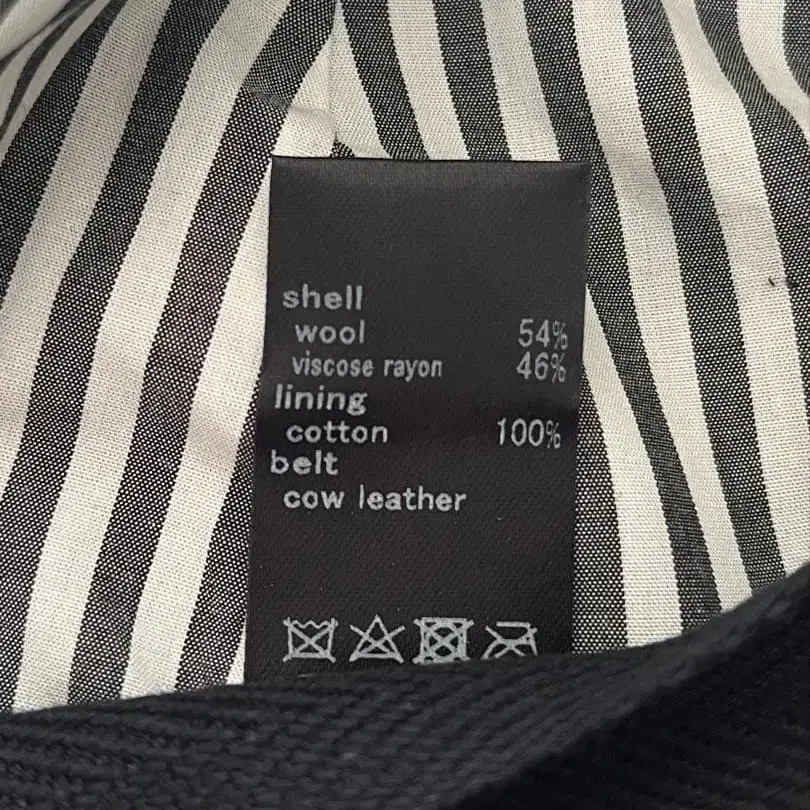 shell
wool 54%
viscose rayon 46%
lining
cotton 100%
belt
cow leather